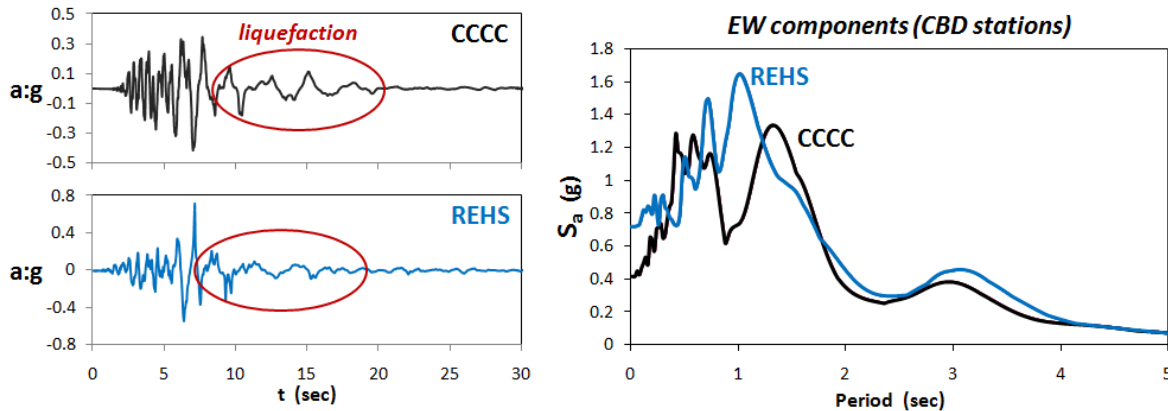 0.5
0.3
0.1
-0.1
-0.3
-0.5
a:g
liquefaction
CCCC
0.8
0.4
0
-0.4
-0.8
a:g
REHS
0 5 10 15 20 25 30
t (sec)
EW components (CBD stations)
1.8
1.6
1.4
1.2
1
0.8
0.6
0.4
0.2
0
Sa (g)
REHS
CCCC
0 1 2 3 4 5
Period (sec)